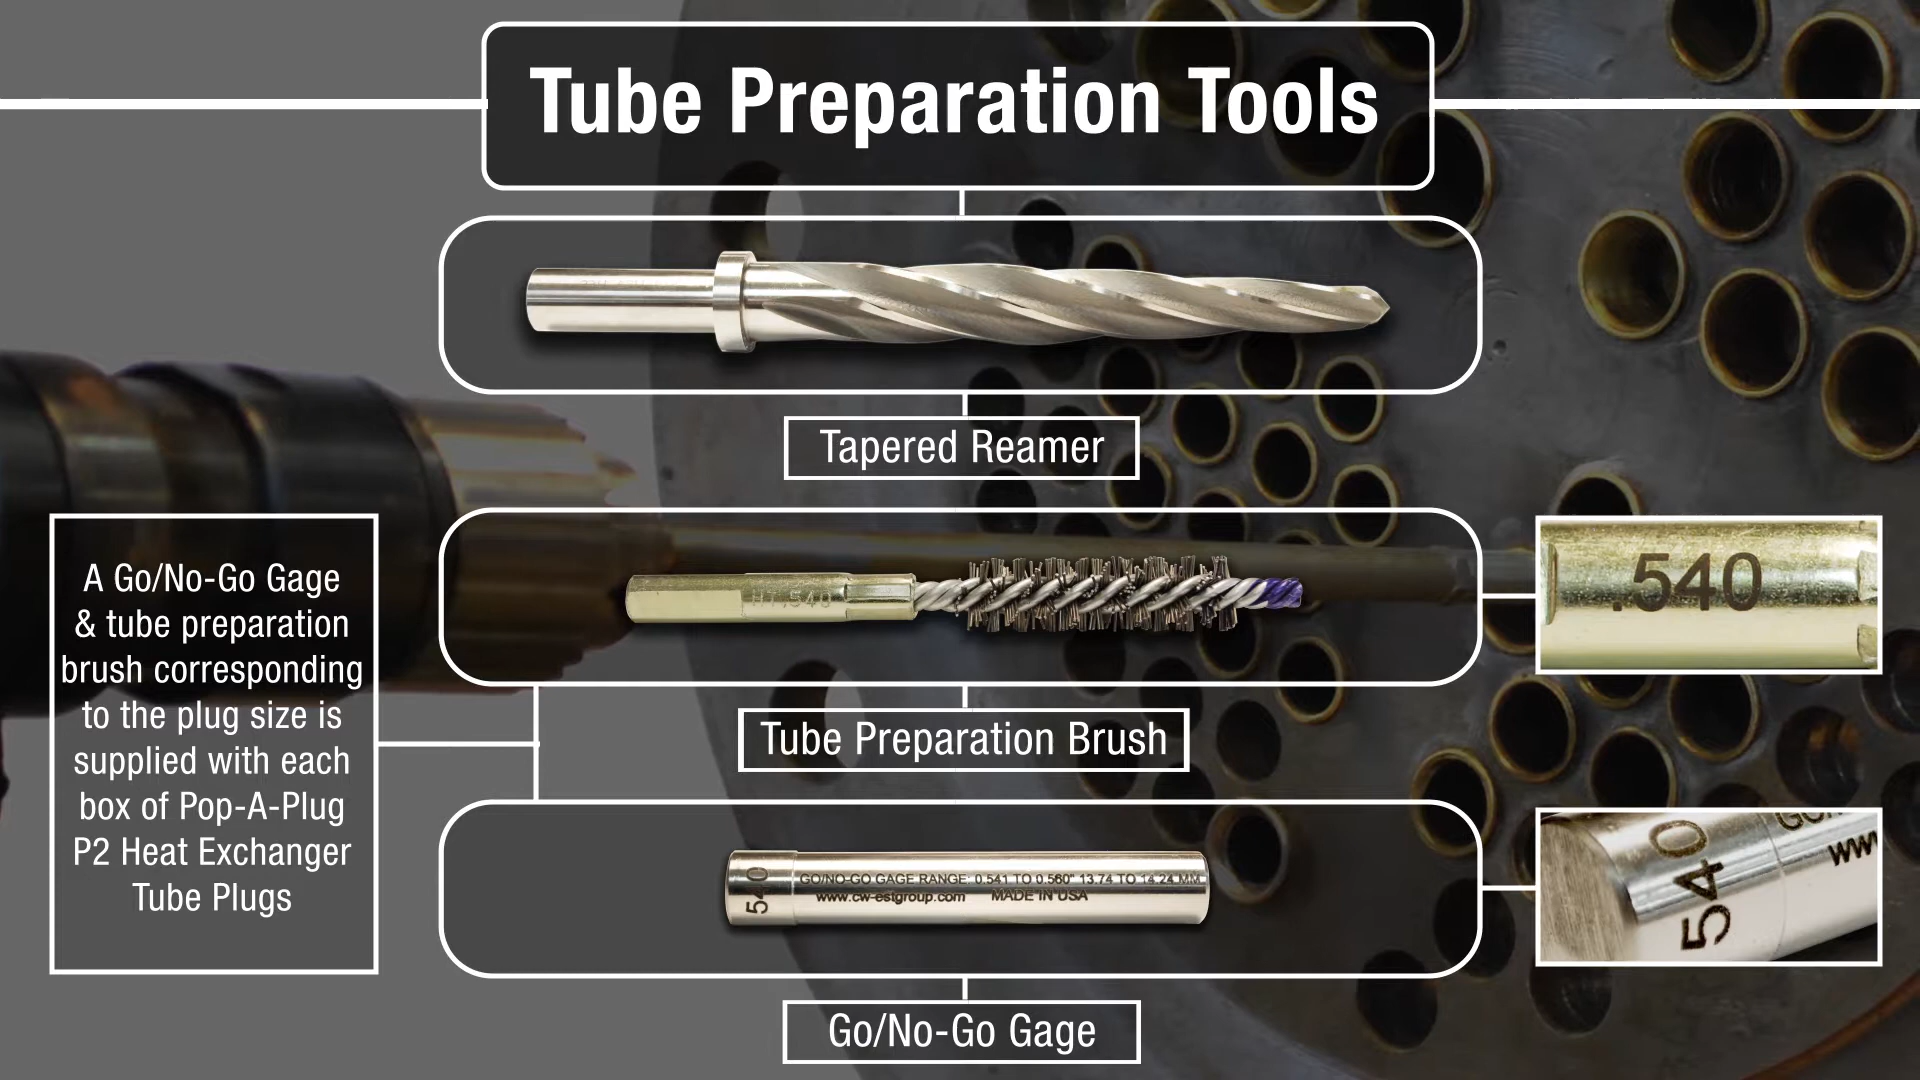 Tube Preparation Tools
Tapered Reamer
A Go/No-Go Gage
& tube preparation
brush corresponding
to the plug size is
supplied with each
box of Pop-A-Plug
P2 Heat Exchanger
Tube Plugs
.540
.540
Tube Preparation Brush
540
GO/NO-GO GAGE RANGE: 0.541 TO 0.560" 13.74 TO 14.24 MM
www.cw-estgroup.com MADE IN USA
540
Go/No-Go Gage